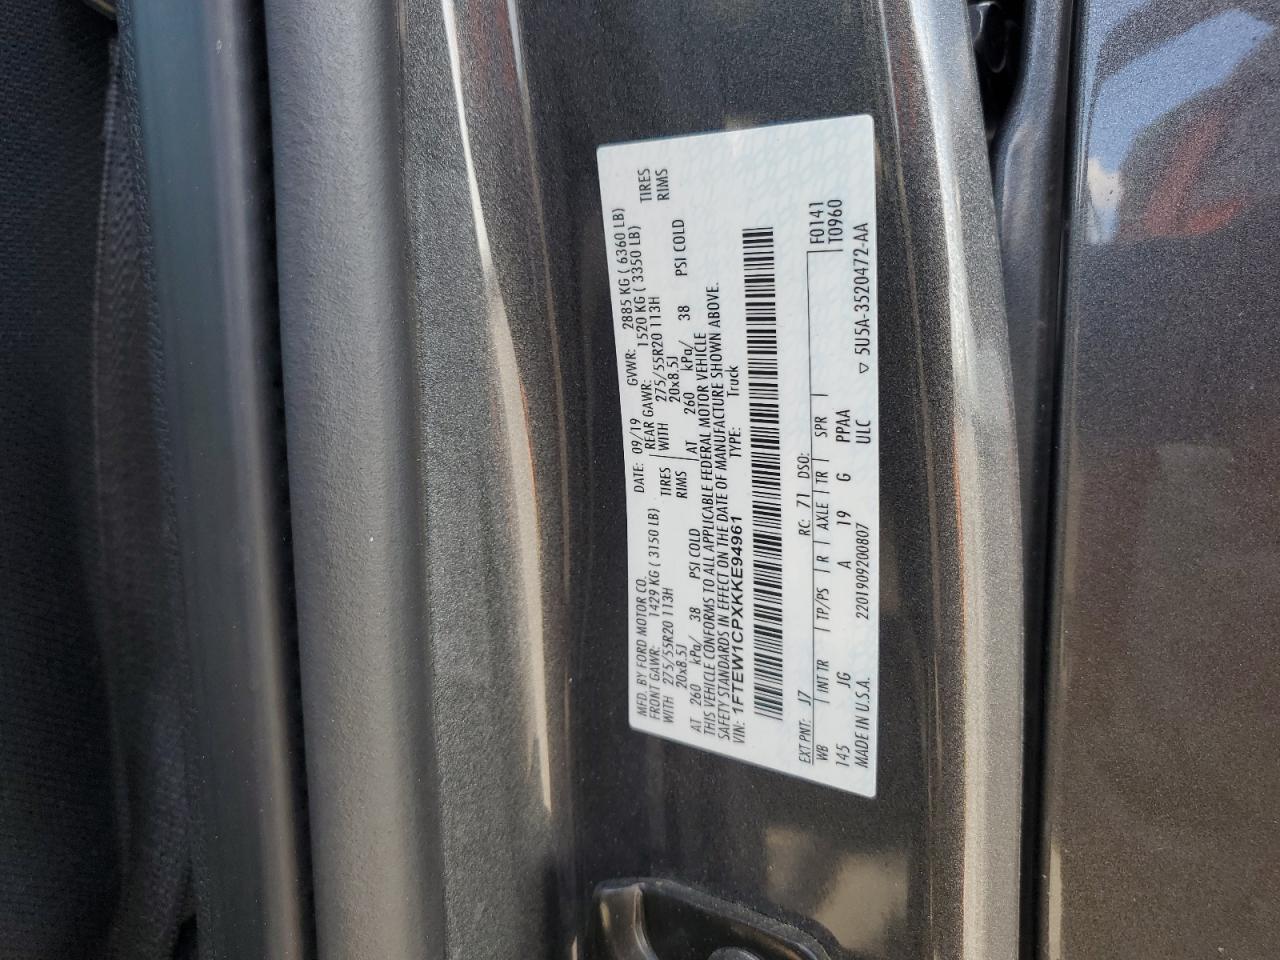 MFD. BY FORD MOTOR CO.
DATE: 09/19 GVWR: 2885 KG ( 6360 LB)
FRONT GAWR: 1429 KG ( 3150 LB) REAR GAWR: 1520 KG ( 3350 LB)
WITH 275/55R20 113H TIRES WITH 275/55R20 113H TIRES
20x8.5J RIMS 20x8.5J RIMS
AT 260 kPa/ 38 PSI COLD AT 260 kPa/ 38 PSI COLD
THIS VEHICLE CONFORMS TO ALL APPLICABLE FEDERAL MOTOR VEHICLE
SAFETY STANDARDS IN EFFECT ON THE DATE OF MANUFACTURE SHOWN ABOVE.
VIN: 1FTEW1CPXKKE94961 TYPE: Truck
EXT PNT: J7 RC: 71 DSO: F0141
WB INT TR TP/PS R AXLE TR SPR T0960
145 JG A 19 G PPAA
MADE IN U.S.A. 2201909200807 ULC ▽ 5U5A-3520472-AA